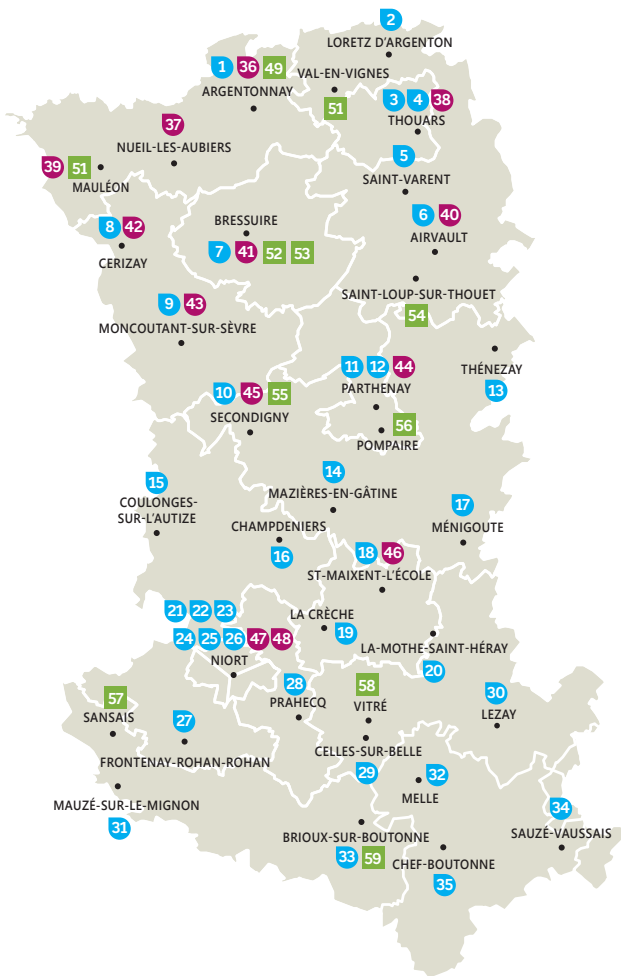 2
LORETZ D'ARGENTON
1 36 49
ARGENTONNAY
VAL-EN-VIGNES
51
3 4 38
THOUARS
37
NUEIL-LES-AUBIERS
39 51
MAULÉON
5
SAINT-VARENT
8 42
CERIZAY
BRESSUIRE
7 41 52 53
6 40
AIRVAULT
SAINT-LOUP-SUR-THOUET
54
9 43
MONCOUTANT-SUR-SÈVRE
11 12 44
PARTHENAY
THÉNEZAY
13
10 45 55
SECONDIGNY
56
POMPAIRE
15
COULONGES-
SUR-L'AUTIZE
14
MAZIÈRES-EN-GÂTINE
17
MÉNIGOUTE
CHAMPDENIERS
16
18 46
ST-MAIXENT-L'ÉCOLE
21 22 23
24 25 26 47 48
NIORT
LA CRÈCHE
19
LA-MOTHE-SAINT-HÉRAY
20
57
SANSAIS
27
FRONTENAY-ROHAN-ROHAN
28
PRAHECQ
58
VITRÉ
30
LEZAY
CELLES-SUR-BELLE
29
32
MELLE
MAUZÉ-SUR-LE-MIGNON
31
BRIOUX-SUR-BOUTONNE
33 59
34
SAUZÉ-VAUSSAIS
CHEF-BOUTONNE
35